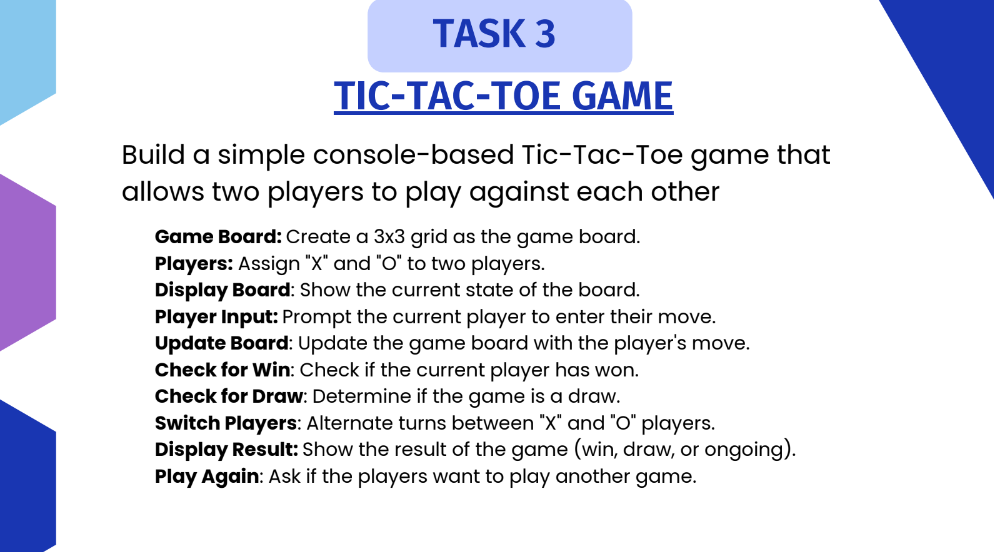 TASK 3
TIC-TAC-TOE GAME
Build a simple console-based Tic-Tac-Toe game that
allows two players to play against each other
Game Board: Create a 3x3 grid as the game board.
Players: Assign "X" and "O" to two players.
Display Board: Show the current state of the board.
Player Input: Prompt the current player to enter their move.
Update Board: Update the game board with the player's move.
Check for Win: Check if the current player has won.
Check for Draw: Determine if the game is a draw.
Switch Players: Alternate turns between "X" and "O" players.
Display Result: Show the result of the game (win, draw, or ongoing).
Play Again: Ask if the players want to play another game.